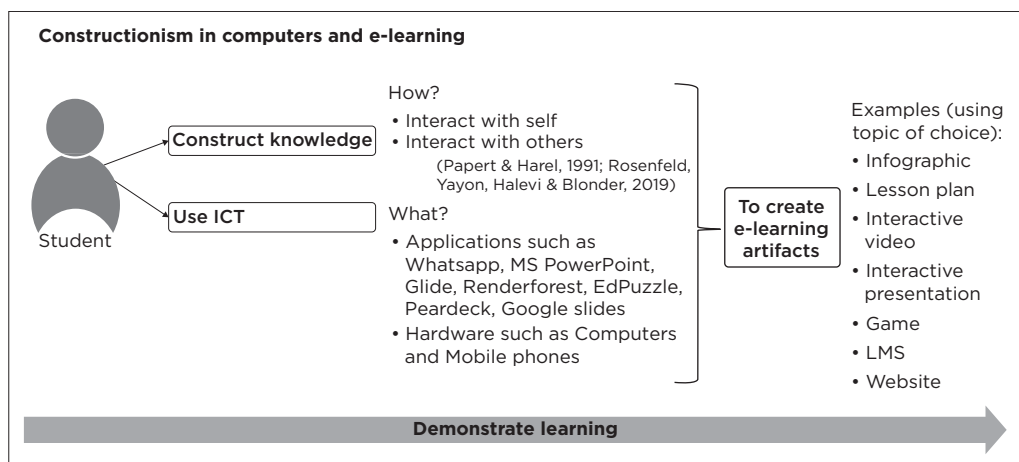 Constructionism in computers and e-learning
Student
Construct knowledge
How?
• Interact with self
• Interact with others
(Papert & Harel, 1991; Rosenfeld,
Yayon, Halevi & Blonder, 2019)
Use ICT
What?
• Applications such as
Whatsapp, MS PowerPoint,
Glide, Renderforest, EdPuzzle,
Peardeck, Google slides
• Hardware such as Computers
and Mobile phones
To create
e-learning
artifacts
Examples (using
topic of choice):
• Infographic
• Lesson plan
• Interactive
video
• Interactive
presentation
• Game
• LMS
• Website
Demonstrate learning